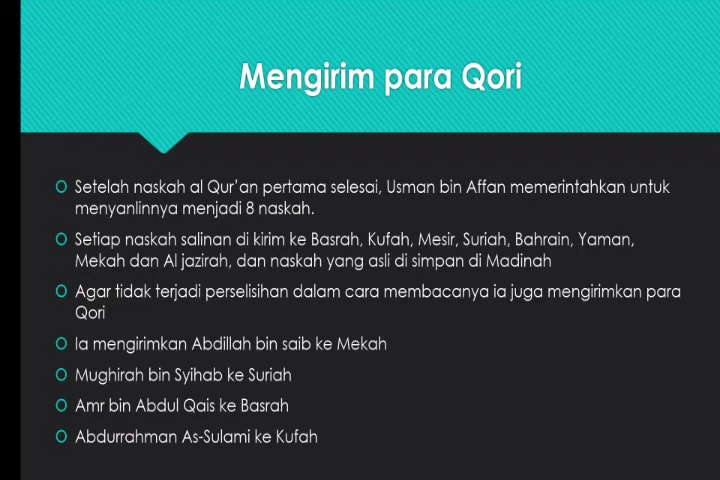 Mengirim para Qori
Setelah naskah al Qur'an pertama selesai, Usman bin Affan memerintahkan untuk
menyanlinnya menjadi 8 naskah.
Setiap naskah salinan di kirim ke Basrah, Kufah, Mesir, Suriah, Bahrain, Yaman,
Mekah dan Al jazirah, dan naskah yang asli di simpan di Madinah
Agar tidak terjadi perselisihan dalam cara membacanya ia juga mengirimkan para
Qori
Ia mengirimkan Abdillah bin saib ke Mekah
Mughirah bin Syihab ke Suriah
Amr bin Abdul Qais ke Basrah
Abdurrahman As-Sulami ke Kufah